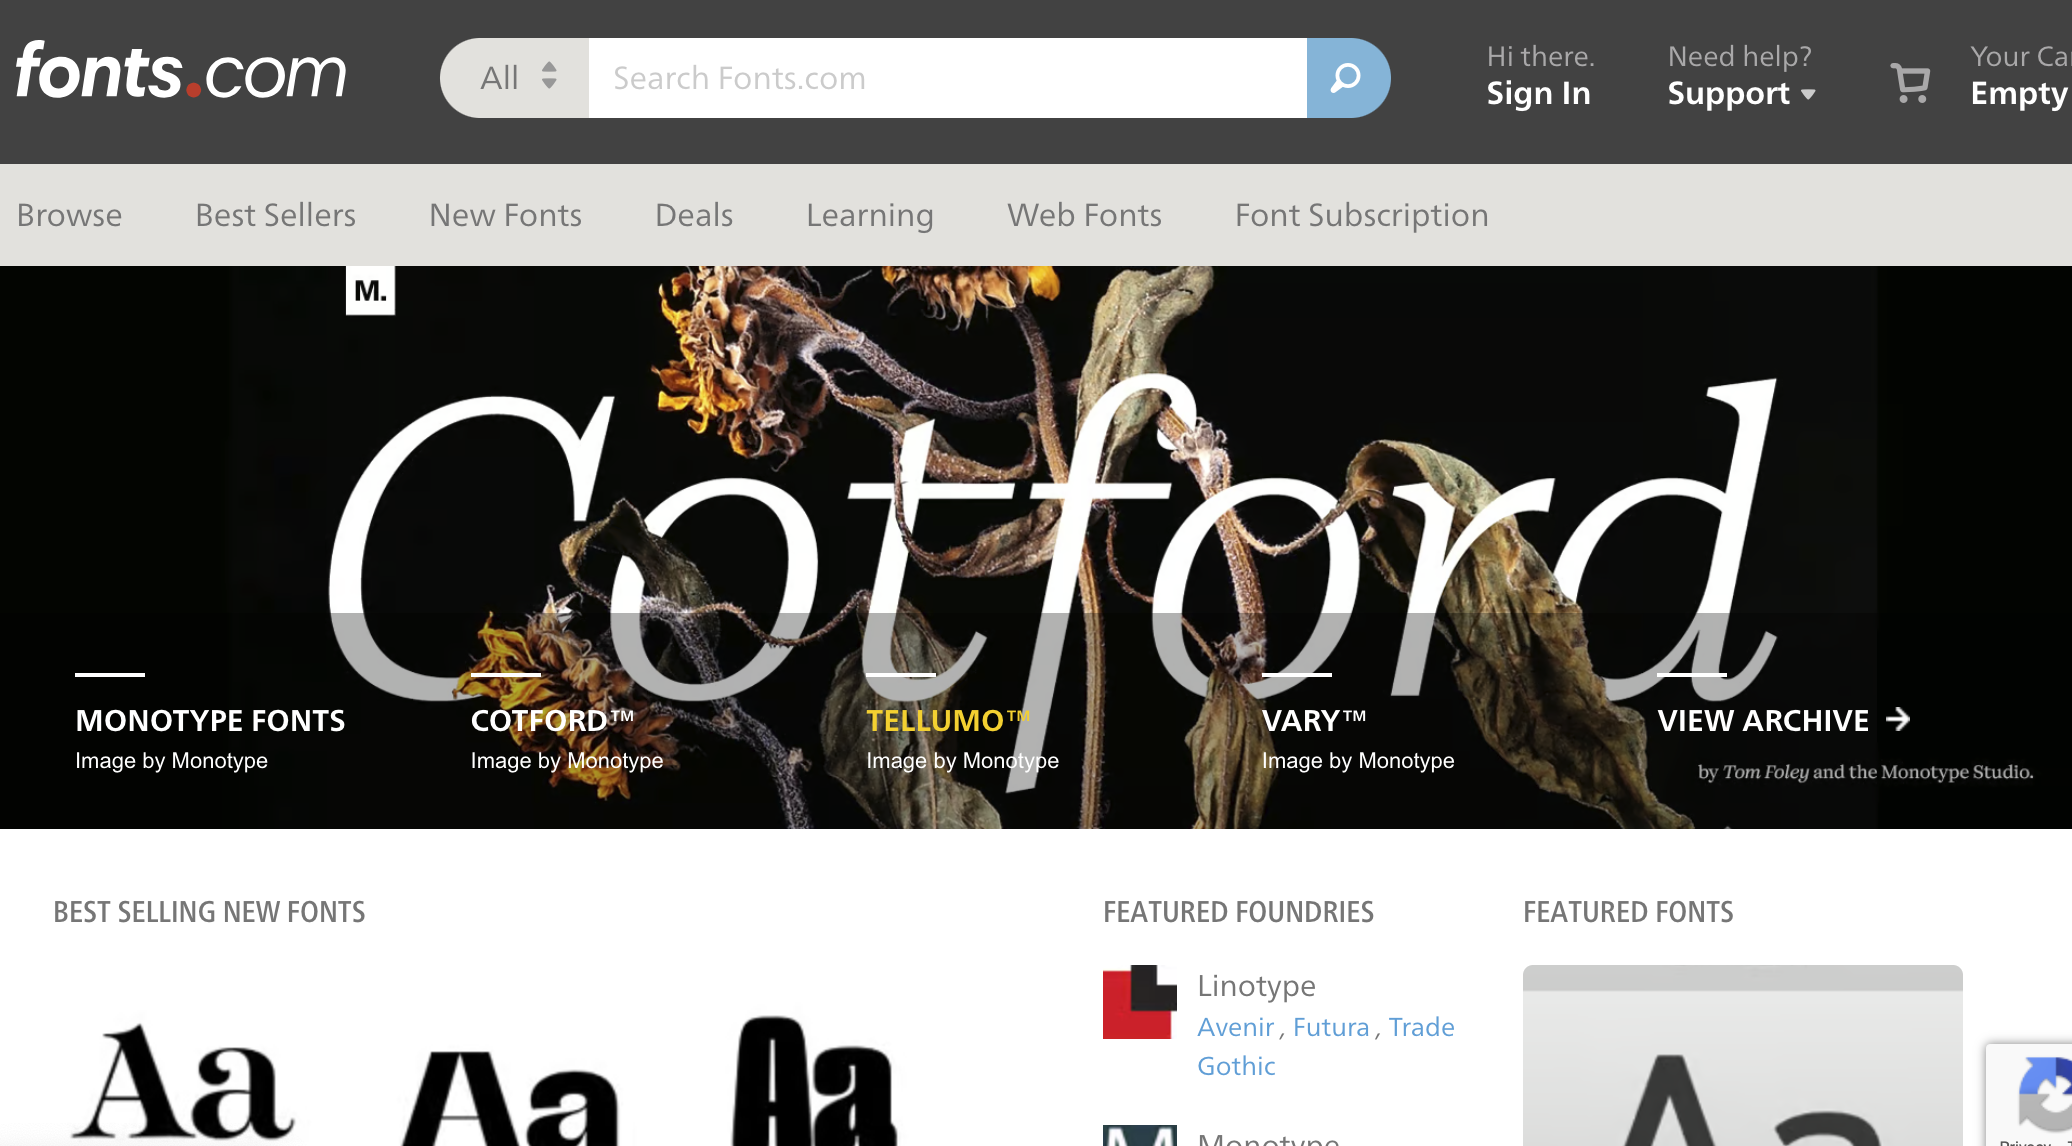 fonts.com
All
Search Fonts.com
Hi there.
Sign In
Need help?
Support
Your Ca
Empty
Browse
Best Sellers
New Fonts
Deals
Learning
Web Fonts
Font Subscription
M.
Cotford
MONOTYPE FONTS
Image by Monotype
COTFORD™
Image by Monotype
TELLUMO™
Image by Monotype
VARY™
Image by Monotype
VIEW ARCHIVE
by Tom Foley and the Monotype Studio.
BEST SELLING NEW FONTS
Aa
Aa
Aa
FEATURED FOUNDRIES
Linotype
Avenir , Futura , Trade
Gothic
M
Monotype
FEATURED FONTS
Aa